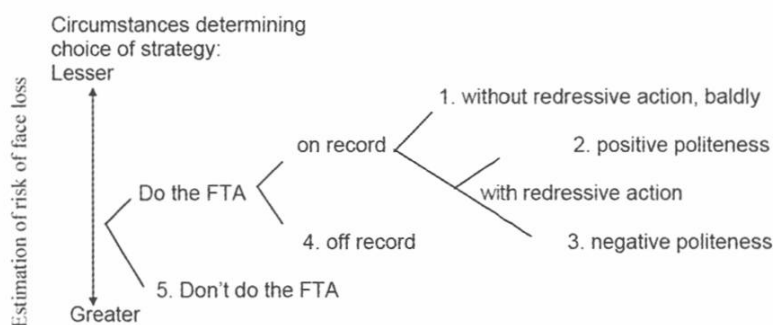 Circumstances determining
choice of strategy:
Lesser
Estimation of risk of face loss
1. without redressive action, baldly
on record
2. positive politeness
Do the FTA
with redressive action
4. off record
3. negative politeness
5. Don't do the FTA
Greater